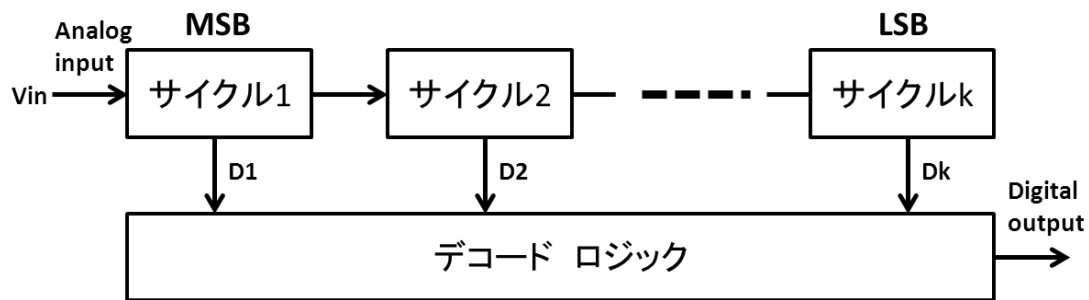 MSB
LSB
Analog
input
Vin
サイクル1
サイクル2
サイクルk
D1
D2
Dk
Digital
output
デコード ロジック